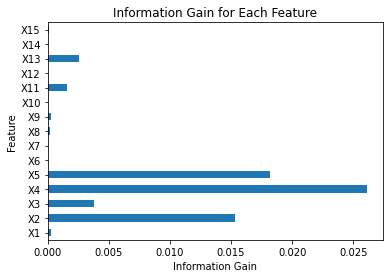 Information Gain for Each Feature
X15
X14
X13
X12
X11
X10
X9
X8
X7
X6
X5
X4
X3
X2
X1
Feature
0.000 0.005 0.010 0.015 0.020 0.025
Information Gain